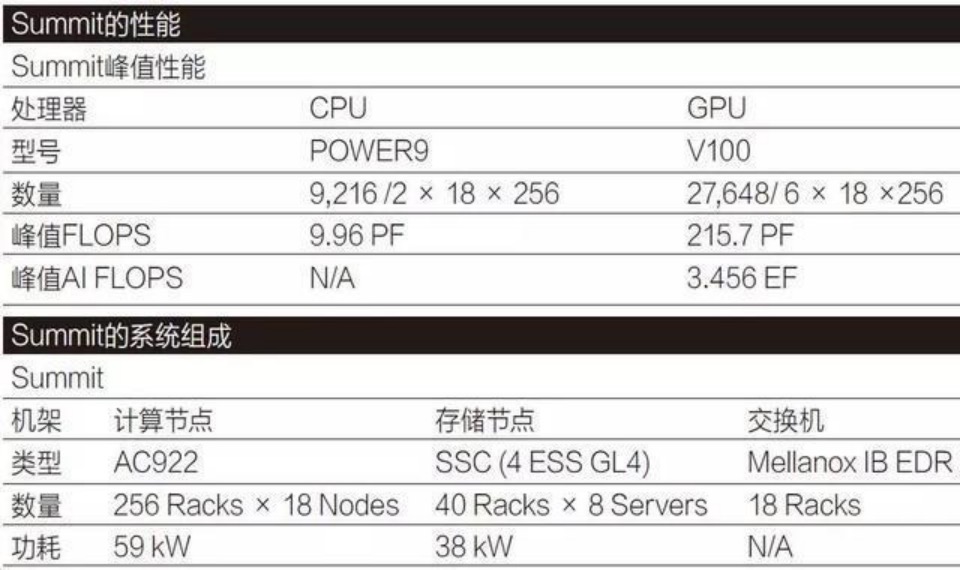 Summit的性能
Summit峰值性能
处理器 CPU GPU
型号 POWER9 V100
数量 9,216 /2 × 18 × 256 27,648/ 6 × 18 ×256
峰值FLOPS 9.96 PF 215.7 PF
峰值AI FLOPS N/A 3.456 EF
Summit的系统组成
Summit
机架 计算节点 存储节点 交换机
类型 AC922 SSC (4 ESS GL4) Mellanox IB EDR
数量 256 Racks × 18 Nodes 40 Racks × 8 Servers 18 Racks
功耗 59 kW 38 kW N/A